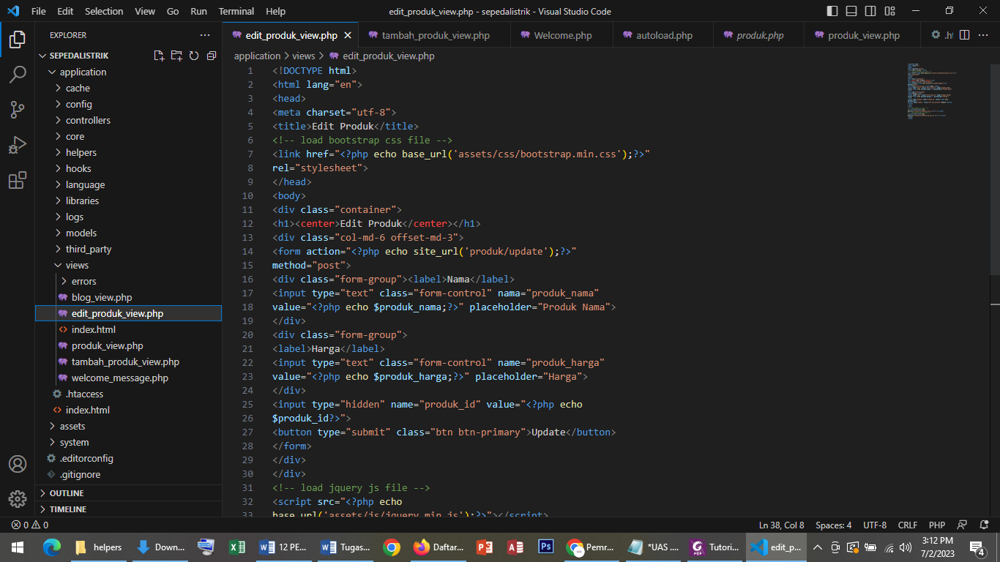 File Edit Selection View Go Run Terminal Help
edit_produk_view.php - sepedalistrik - Visual Studio Code
EXPLORER
SEPEDALISTRIK
application
cache
config
controllers
core
helpers
hooks
language
libraries
logs
models
third_party
views
errors
blog_view.php
edit_produk_view.php
index.html
produk_view.php
tambah_produk_view.php
welcome_message.php
.htaccess
index.html
assets
system
.editorconfig
.gitignore
OUTLINE
TIMELINE
edit_produk_view.php tambah_produk_view.php Welcome.php autoload.php produk.php produk_view.php
application > views > edit_produk_view.php
1 <!DOCTYPE html>
2 <html lang="en">
3 <head>
4 <meta charset="utf-8">
5 <title>Edit Produk</title>
6 <!-- load bootstrap css file -->
7 <link href="<?php echo base_url('assets/css/bootstrap.min.css');?>"
8 rel="stylesheet">
9 </head>
10 <body>
11 <div class="container">
12 <h1><center>Edit Produk</center></h1>
13 <div class="col-md-6 offset-md-3">
14 <form action="<?php echo site_url('produk/update');?>"
15 method="post">
16 <div class="form-group"><label>Nama</label>
17 <input type="text" class="form-control" nama="produk_nama"
18 value="<?php echo $produk_nama;?>" placeholder="Produk Nama">
19 </div>
20 <div class="form-group">
21 <label>Harga</label>
22 <input type="text" class="form-control" name="produk_harga"
23 value="<?php echo $produk_harga;?>" placeholder="Harga">
24 </div>
25 <input type="hidden" name="produk_id" value="<?php echo
26 $produk_id?>">
27 <button type="submit" class="btn btn-primary">Update</button>
28 </form>
29 </div>
30 </div>
31 <!-- load jquery js file -->
32 <script src="<?php echo
33 base_url('assets/js/jquery.min.js');?>"></script>
0 0
Ln 38, Col 8 Spaces: 4 UTF-8 CRLF PHP
helpers Down... 12 PE... Tugas... Daftar... Pemr... *UAS .... Tutori... edit_p...
3:12 PM
7/2/2023
4